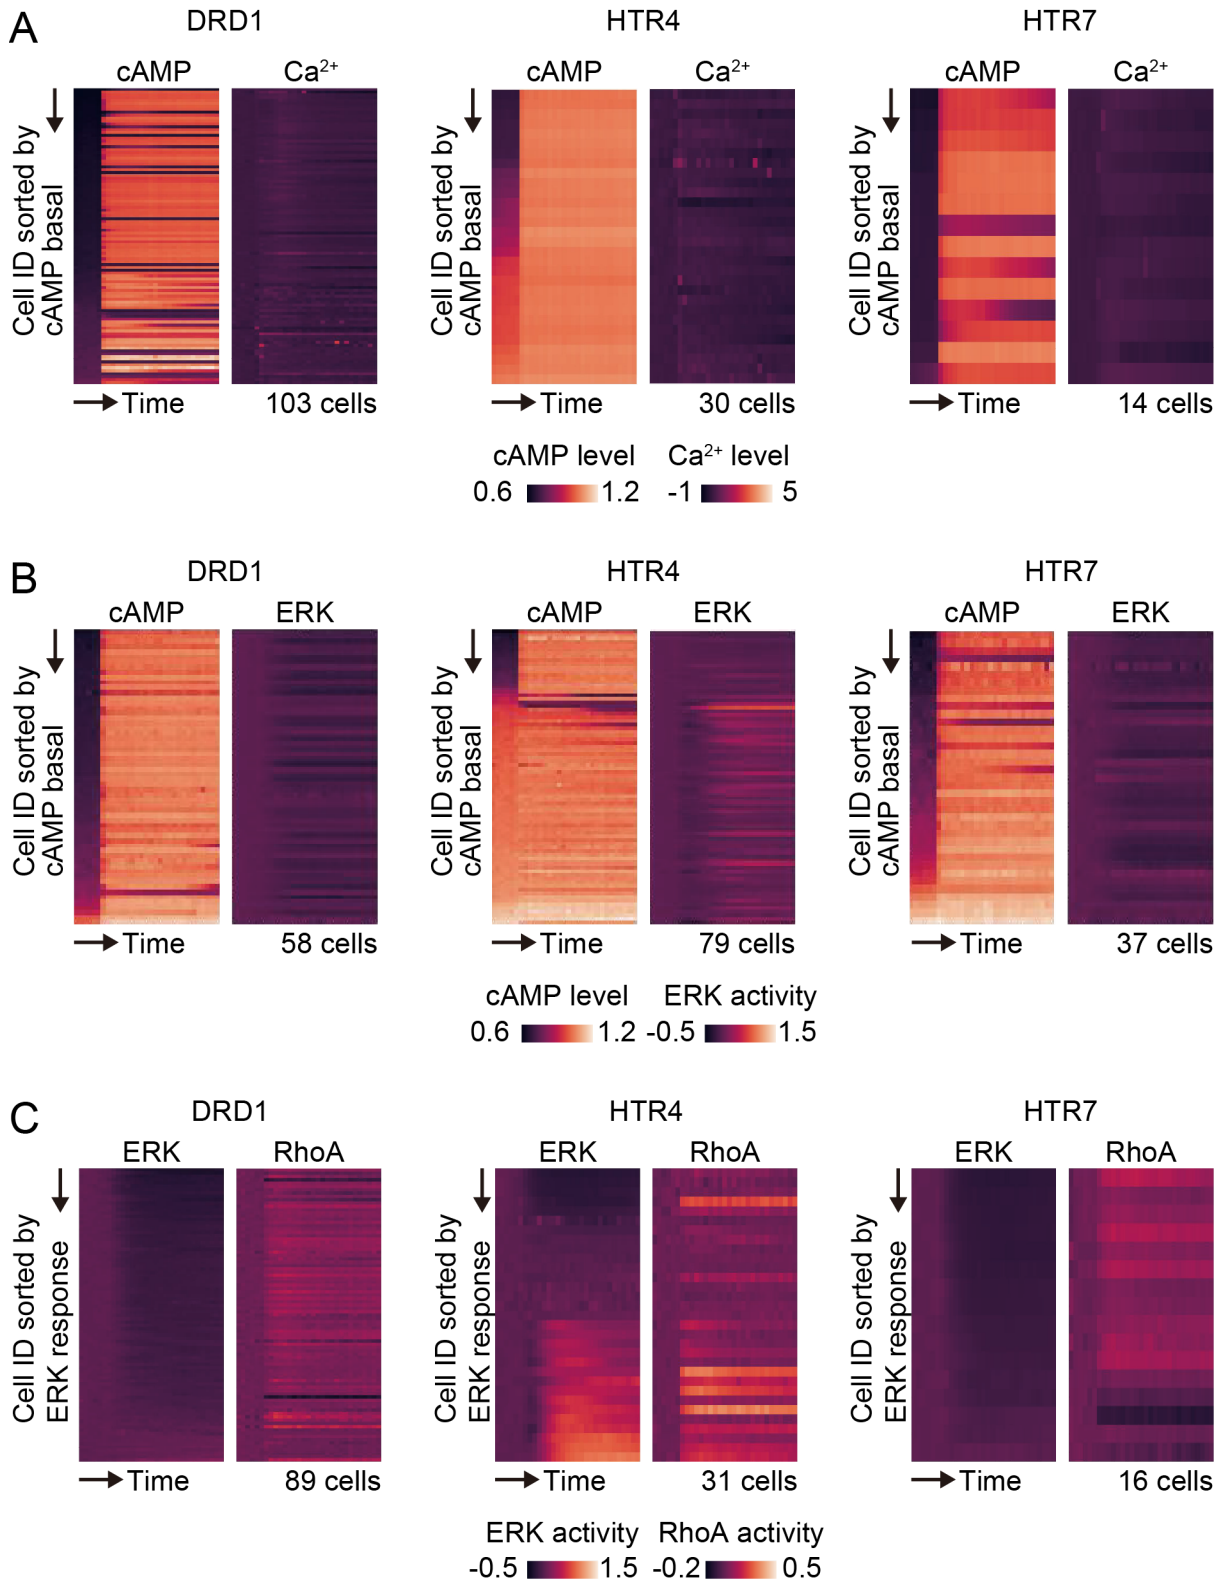 A
DRD1 HTR4 HTR7
cAMP Ca²⁺ cAMP Ca²⁺ cAMP Ca²⁺
Cell ID sorted by
cAMP basal
Cell ID sorted by
cAMP basal
Cell ID sorted by
cAMP basal
Time 103 cells Time 30 cells Time 14 cells
cAMP level Ca²⁺ level
0.6 1.2 -1 5
B
DRD1 HTR4 HTR7
cAMP ERK cAMP ERK cAMP ERK
Cell ID sorted by
cAMP basal
Cell ID sorted by
cAMP basal
Cell ID sorted by
cAMP basal
Time 58 cells Time 79 cells Time 37 cells
cAMP level ERK activity
0.6 1.2 -0.5 1.5
C
DRD1 HTR4 HTR7
ERK RhoA ERK RhoA ERK RhoA
Cell ID sorted by
ERK response
Cell ID sorted by
ERK response
Cell ID sorted by
ERK response
Time 89 cells Time 31 cells Time 16 cells
ERK activity RhoA activity
-0.5 1.5 -0.2 0.5